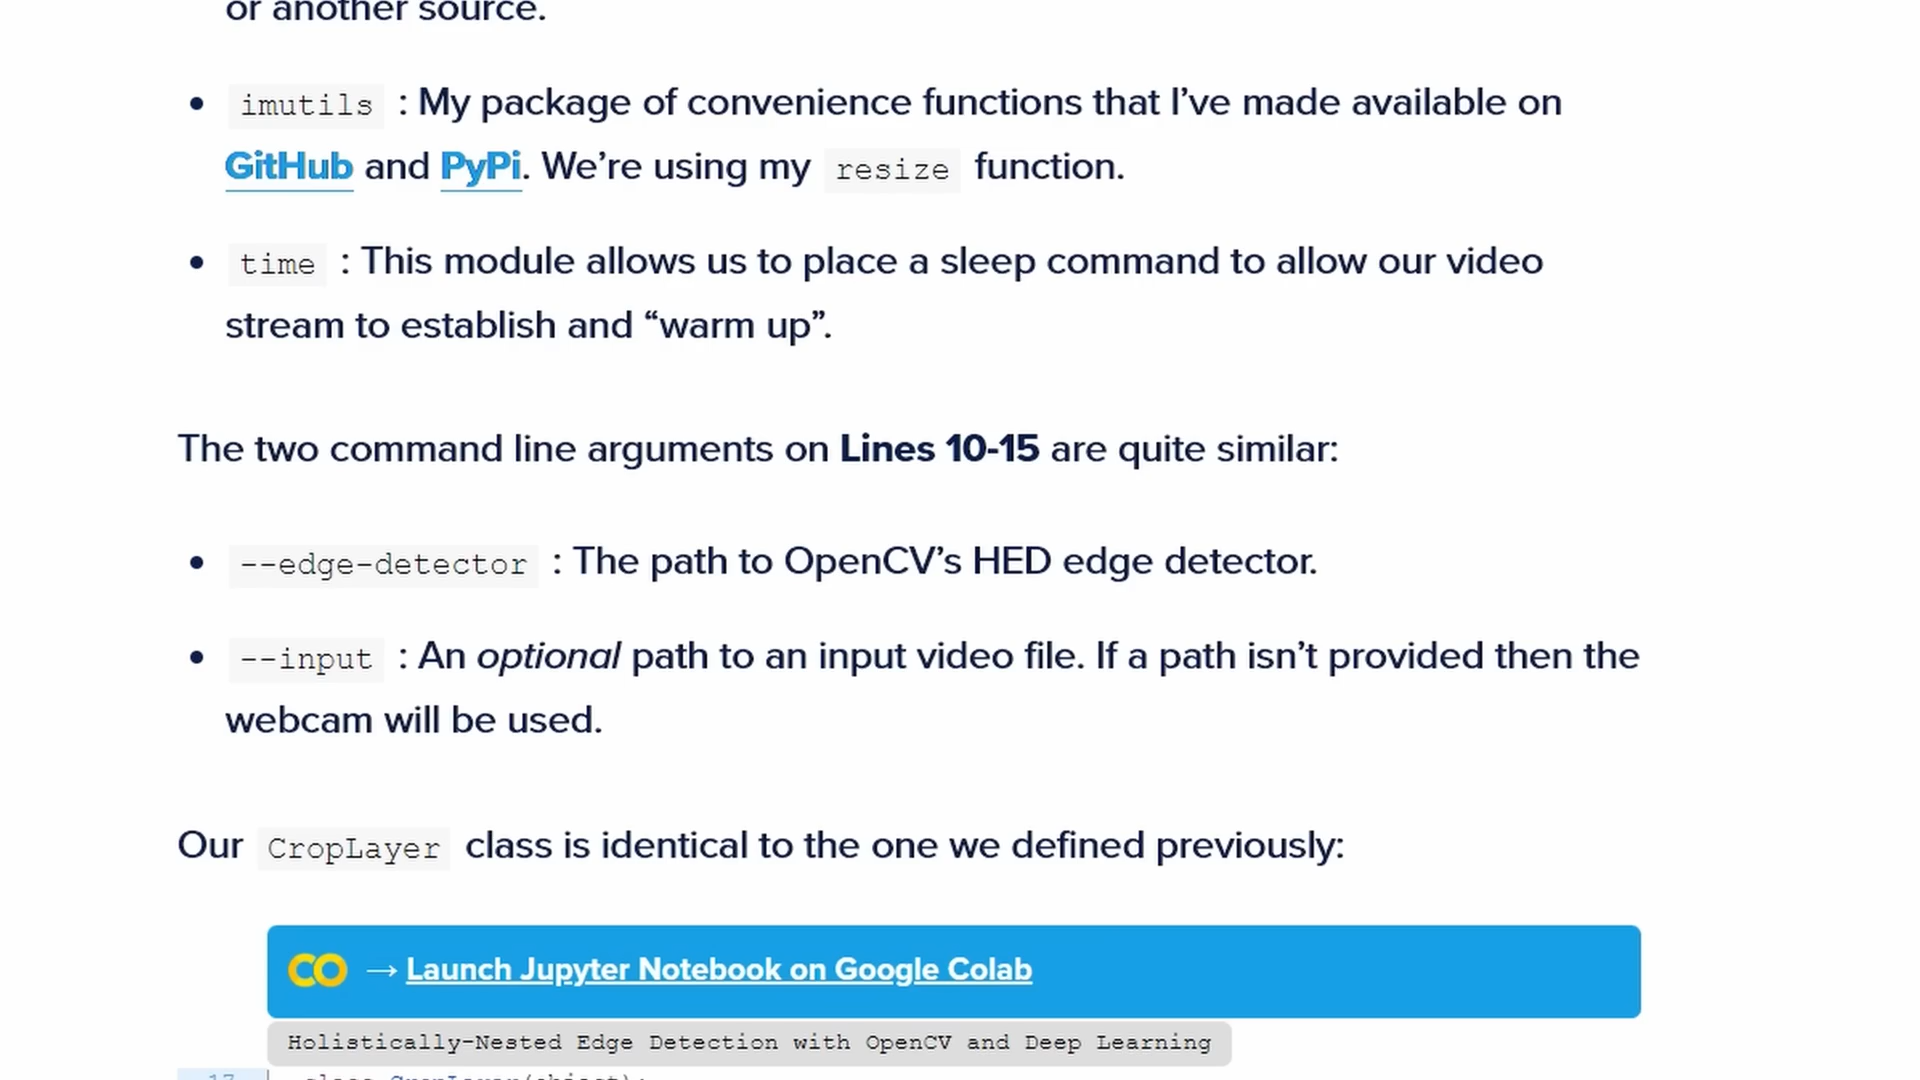 or another source.
• imutils : My package of convenience functions that I’ve made available on
GitHub and PyPi. We’re using my resize function.
• time : This module allows us to place a sleep command to allow our video
stream to establish and “warm up”.
The two command line arguments on Lines 10-15 are quite similar:
• --edge-detector : The path to OpenCV’s HED edge detector.
• --input : An optional path to an input video file. If a path isn’t provided then the
webcam will be used.
Our CropLayer class is identical to the one we defined previously:
CO → Launch Jupyter Notebook on Google Colab
Holistically-Nested Edge Detection with OpenCV and Deep Learning
17 class CropLayer(object):